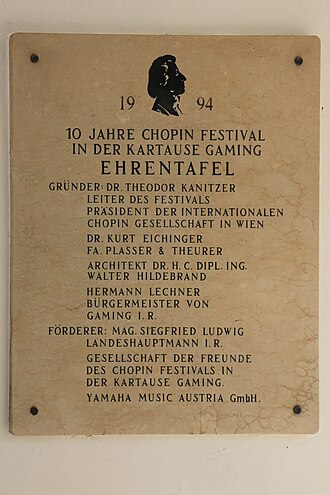 19 94
10 JAHRE CHOPIN FESTIVAL
IN DER KARTAUSE GAMING
EHRENTAFEL
GRÜNDER: DR. THEODOR KANITZER
LEITER DES FESTIVALS
PRÄSIDENT DER INTERNATIONALEN
CHOPIN GESELLSCHAFT IN WIEN
DR. KURT EICHINGER
FA. PLASSER & THEURER
ARCHITEKT DR. H. C. DIPL. ING.
WALTER HILDEBRAND
HERMANN LECHNER
BÜRGERMEISTER VON
GAMING I. R.
FÖRDERER: MAG. SIEGFRIED LUDWIG
LANDESHAUPTMANN I. R.
GESELLSCHAFT DER FREUNDE
DES CHOPIN FESTIVALS IN
DER KARTAUSE GAMING.
YAMAHA MUSIC AUSTRIA GmbH.